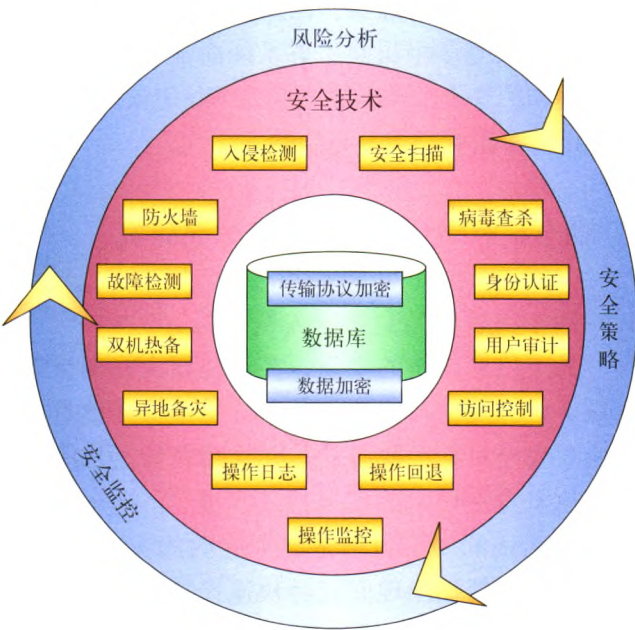 风险分析
安全技术
入侵检测
安全扫描
防火墙
病毒查杀
故障检测
传输协议加密
身份认证
安全策略
双机热备
数据库
用户审计
数据加密
异地备灾
访问控制
安全监控
操作日志
操作回退
操作监控